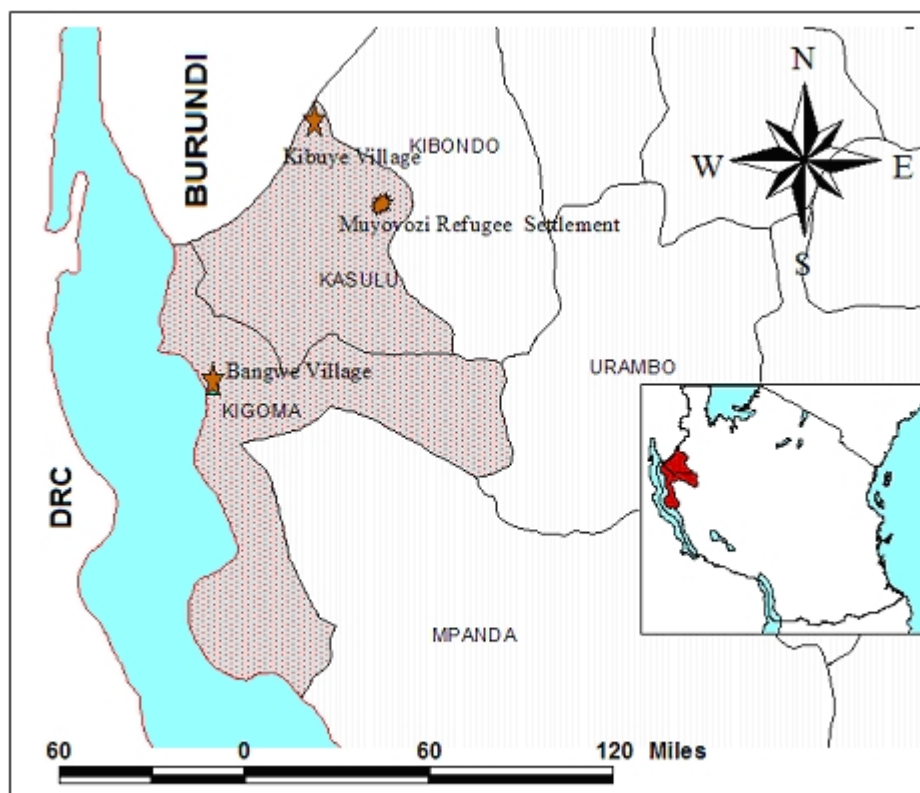 N
BURUNDI
KIBONDO
Kibuye Village
W
E
Muyovozi Refugee Settlement
S
KASULU
URAMBO
Bangwe Village
KIGOMA
DRC
MPANDA
60 0 60 120 Miles